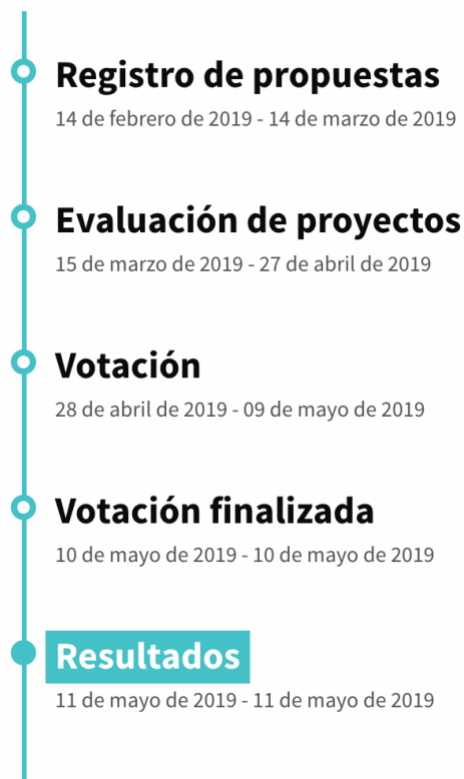 Registro de propuestas
14 de febrero de 2019 - 14 de marzo de 2019
Evaluación de proyectos
15 de marzo de 2019 - 27 de abril de 2019
Votación
28 de abril de 2019 - 09 de mayo de 2019
Votación finalizada
10 de mayo de 2019 - 10 de mayo de 2019
Resultados
11 de mayo de 2019 - 11 de mayo de 2019